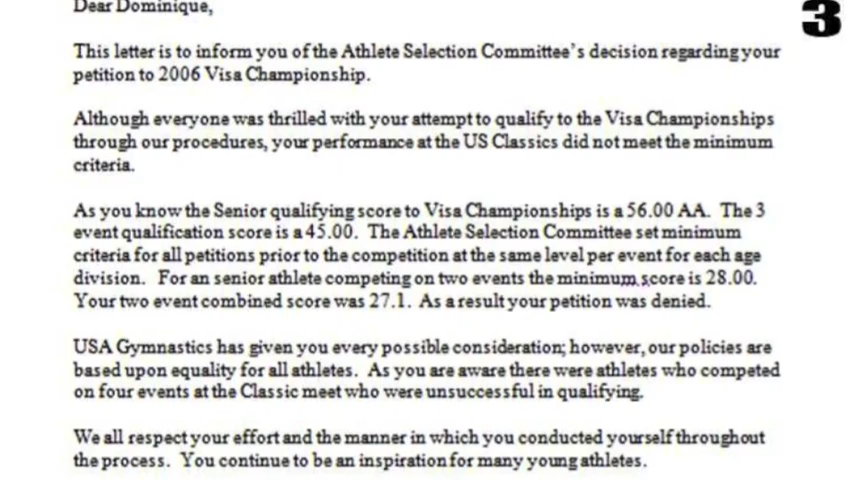 Dear Dominique,
3
This letter is to inform you of the Athlete Selection Committee's decision regarding your
petition to 2006 Visa Championship.
Although everyone was thrilled with your attempt to qualify to the Visa Championships
through our procedures, your performance at the US Classics did not meet the minimum
criteria.
As you know the Senior qualifying score to Visa Championships is a 56.00 AA. The 3
event qualification score is a 45.00. The Athlete Selection Committee set minimum
criteria for all petitions prior to the competition at the same level per event for each age
division. For an senior athlete competing on two events the minimum score is 28.00.
Your two event combined score was 27.1. As a result your petition was denied.
USA Gymnastics has given you every possible consideration; however, our policies are
based upon equality for all athletes. As you are aware there were athletes who competed
on four events at the Classic meet who were unsuccessful in qualifying.
We all respect your effort and the manner in which you conducted yourself throughout
the process. You continue to be an inspiration for many young athletes.